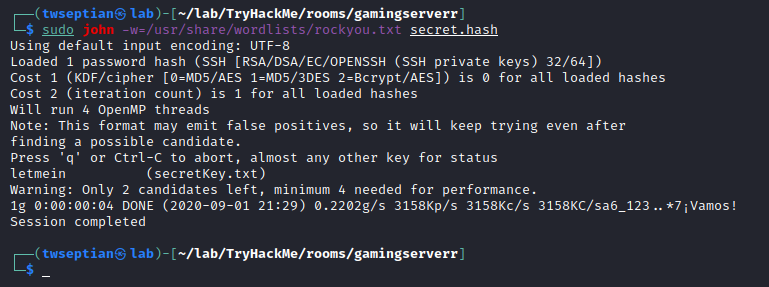 ┌──(twseptian㉿lab)-[~/lab/TryHackMe/rooms/gamingserverr]
└─$ sudo john -w=/usr/share/wordlists/rockyou.txt secret.hash
Using default input encoding: UTF-8
Loaded 1 password hash (SSH [RSA/DSA/EC/OPENSSH (SSH private keys) 32/64])
Cost 1 (KDF/cipher [0=MD5/AES 1=MD5/3DES 2=Bcrypt/AES]) is 0 for all loaded hashes
Cost 2 (iteration count) is 1 for all loaded hashes
Will run 4 OpenMP threads
Note: This format may emit false positives, so it will keep trying even after
finding a possible candidate.
Press 'q' or Ctrl-C to abort, almost any other key for status
letmein          (secretKey.txt)
Warning: Only 2 candidates left, minimum 4 needed for performance.
1g 0:00:00:04 DONE (2020-09-01 21:29) 0.2202g/s 3158Kp/s 3158Kc/s 3158KC/sa6_123..*7¡Vamos!
Session completed
┌──(twseptian㉿lab)-[~/lab/TryHackMe/rooms/gamingserverr]
└─$ _